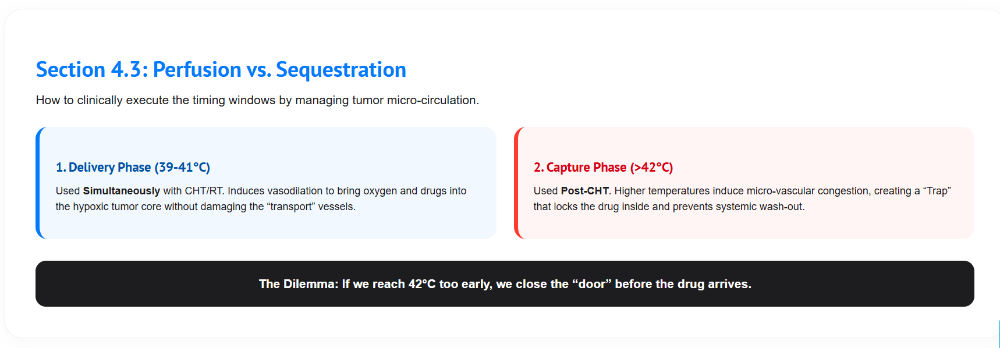 Section 4.3: Perfusion vs. Sequestration
How to clinically execute the timing windows by managing tumor micro-circulation.
1. Delivery Phase (39-41°C)
Used Simultaneously with CHT/RT. Induces vasodilation to bring oxygen and drugs into
the hypoxic tumor core without damaging the “transport” vessels.
2. Capture Phase (>42°C)
Used Post-CHT. Higher temperatures induce micro-vascular congestion, creating a “Trap”
that locks the drug inside and prevents systemic wash-out.
The Dilemma: If we reach 42°C too early, we close the “door” before the drug arrives.